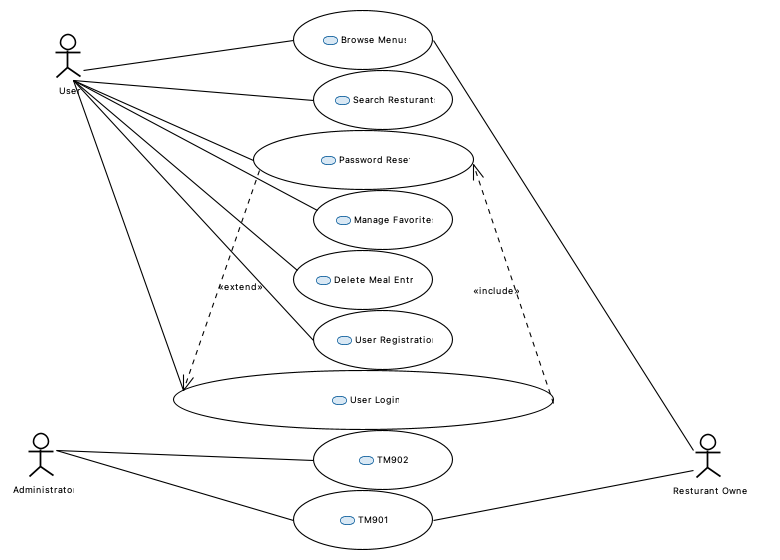 Browse Menus
User
Search Resturants
Password Rese
Manage Favorites
Delete Meal Entr
«extend»
«include»
User Registration
User Login
TM902
Administrator
Resturant Owne
TM901